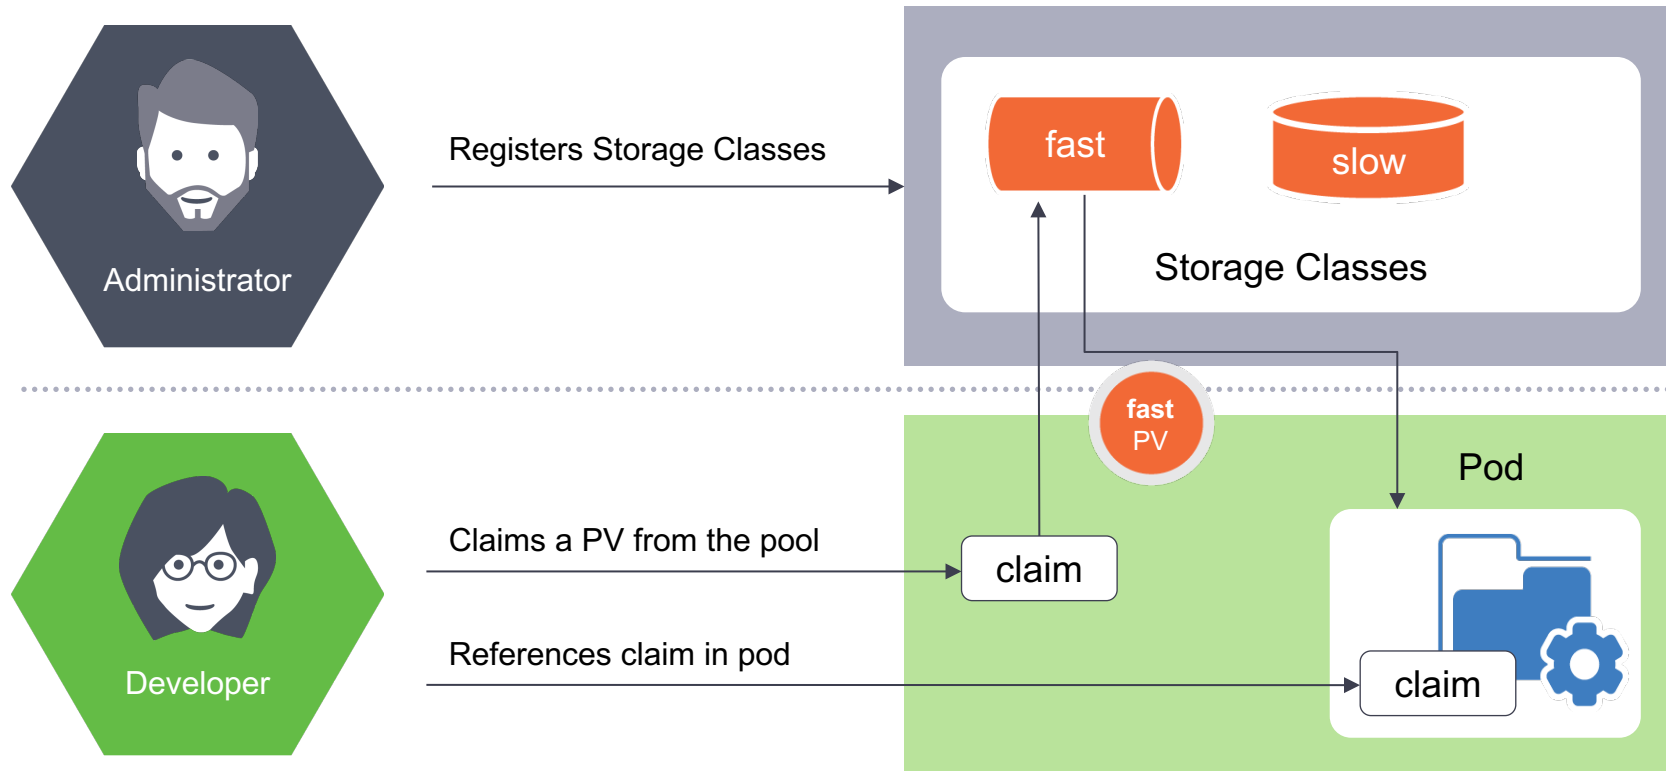 Administrator
Registers Storage Classes
fast
slow
Storage Classes
fast
PV
Pod
Developer
Claims a PV from the pool
claim
References claim in pod
claim